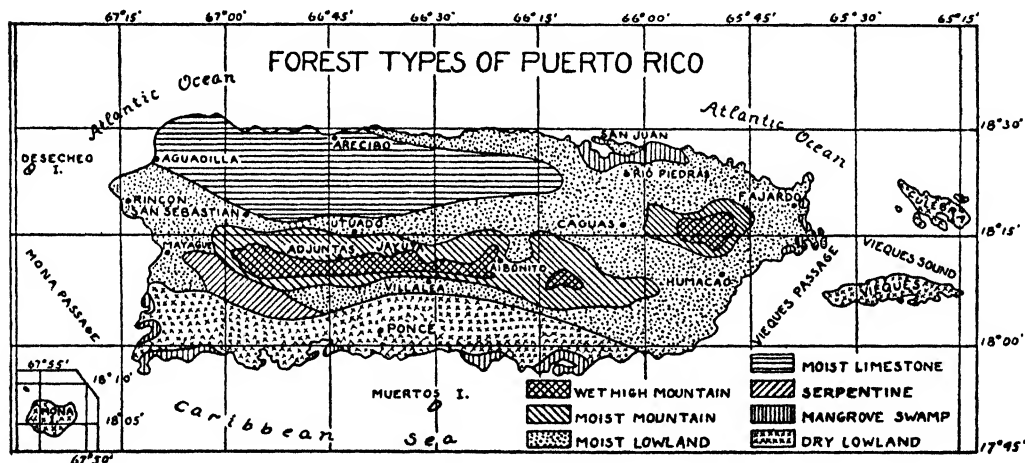 67°15' 67°00' 66°45' 66°30' 66°15' 66°00' 65°45' 65°30' 65°15'
FOREST TYPES OF PUERTO RICO
Atlantic Ocean
Atlantic Ocean
18°30'
DESECHEO I.
AGUADILLA
ARECIBO
SAN JUAN
RIO PIEDRAS
FAJARDO
CULEBRA
RINCON
SAN SEBASTIAN
UTUADO
CAGUAS
18°15'
MAYAGUEZ
ADJUNTAS
JAYUYA
AIBONITO
HUMACAO
VIEQUES SOUND
VIEQUES
MONA PASSAGE
VIEQUES PASSAGE
VILLALTA
PONCE
18°00'
67°55'
18°10'
MONA
18°05'
67°50'
MUERTOS I.
Caribbean Sea
WET HIGH MOUNTAIN
MOIST MOUNTAIN
MOIST LOWLAND
MOIST LIMESTONE
SERPENTINE
MANGROVE SWAMP
DRY LOWLAND
17°45'